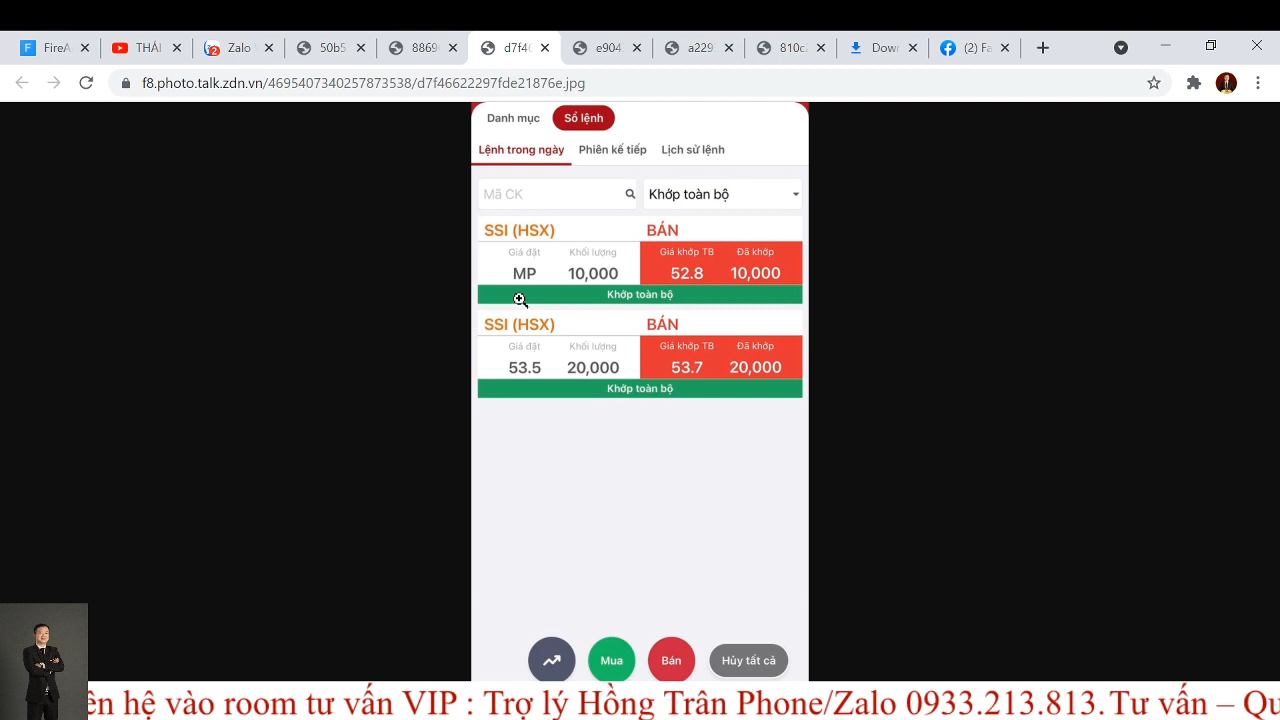 FireA
THÁI
Zalo
50b5
8869
d7f4
e904
a229
810c
Down
(2) Fa
f8.photo.talk.zdn.vn/4695407340257873538/d7f46622297fde21876e.jpg
Danh mục Sổ lệnh
Lệnh trong ngày Phiên kế tiếp Lịch sử lệnh
Mã CK Khớp toàn bộ
SSI (HSX) BÁN
Giá đặt Khối lượng Giá khớp TB Đã khớp
MP 10,000 52.8 10,000
Khớp toàn bộ
SSI (HSX) BÁN
Giá đặt Khối lượng Giá khớp TB Đã khớp
53.5 20,000 53.7 20,000
Khớp toàn bộ
Mua Bán Hủy tất cả
ên hệ vào room tư vấn VIP : Trợ lý Hồng Trân Phone/Zalo 0933.213.813.Tư vấn – Qu